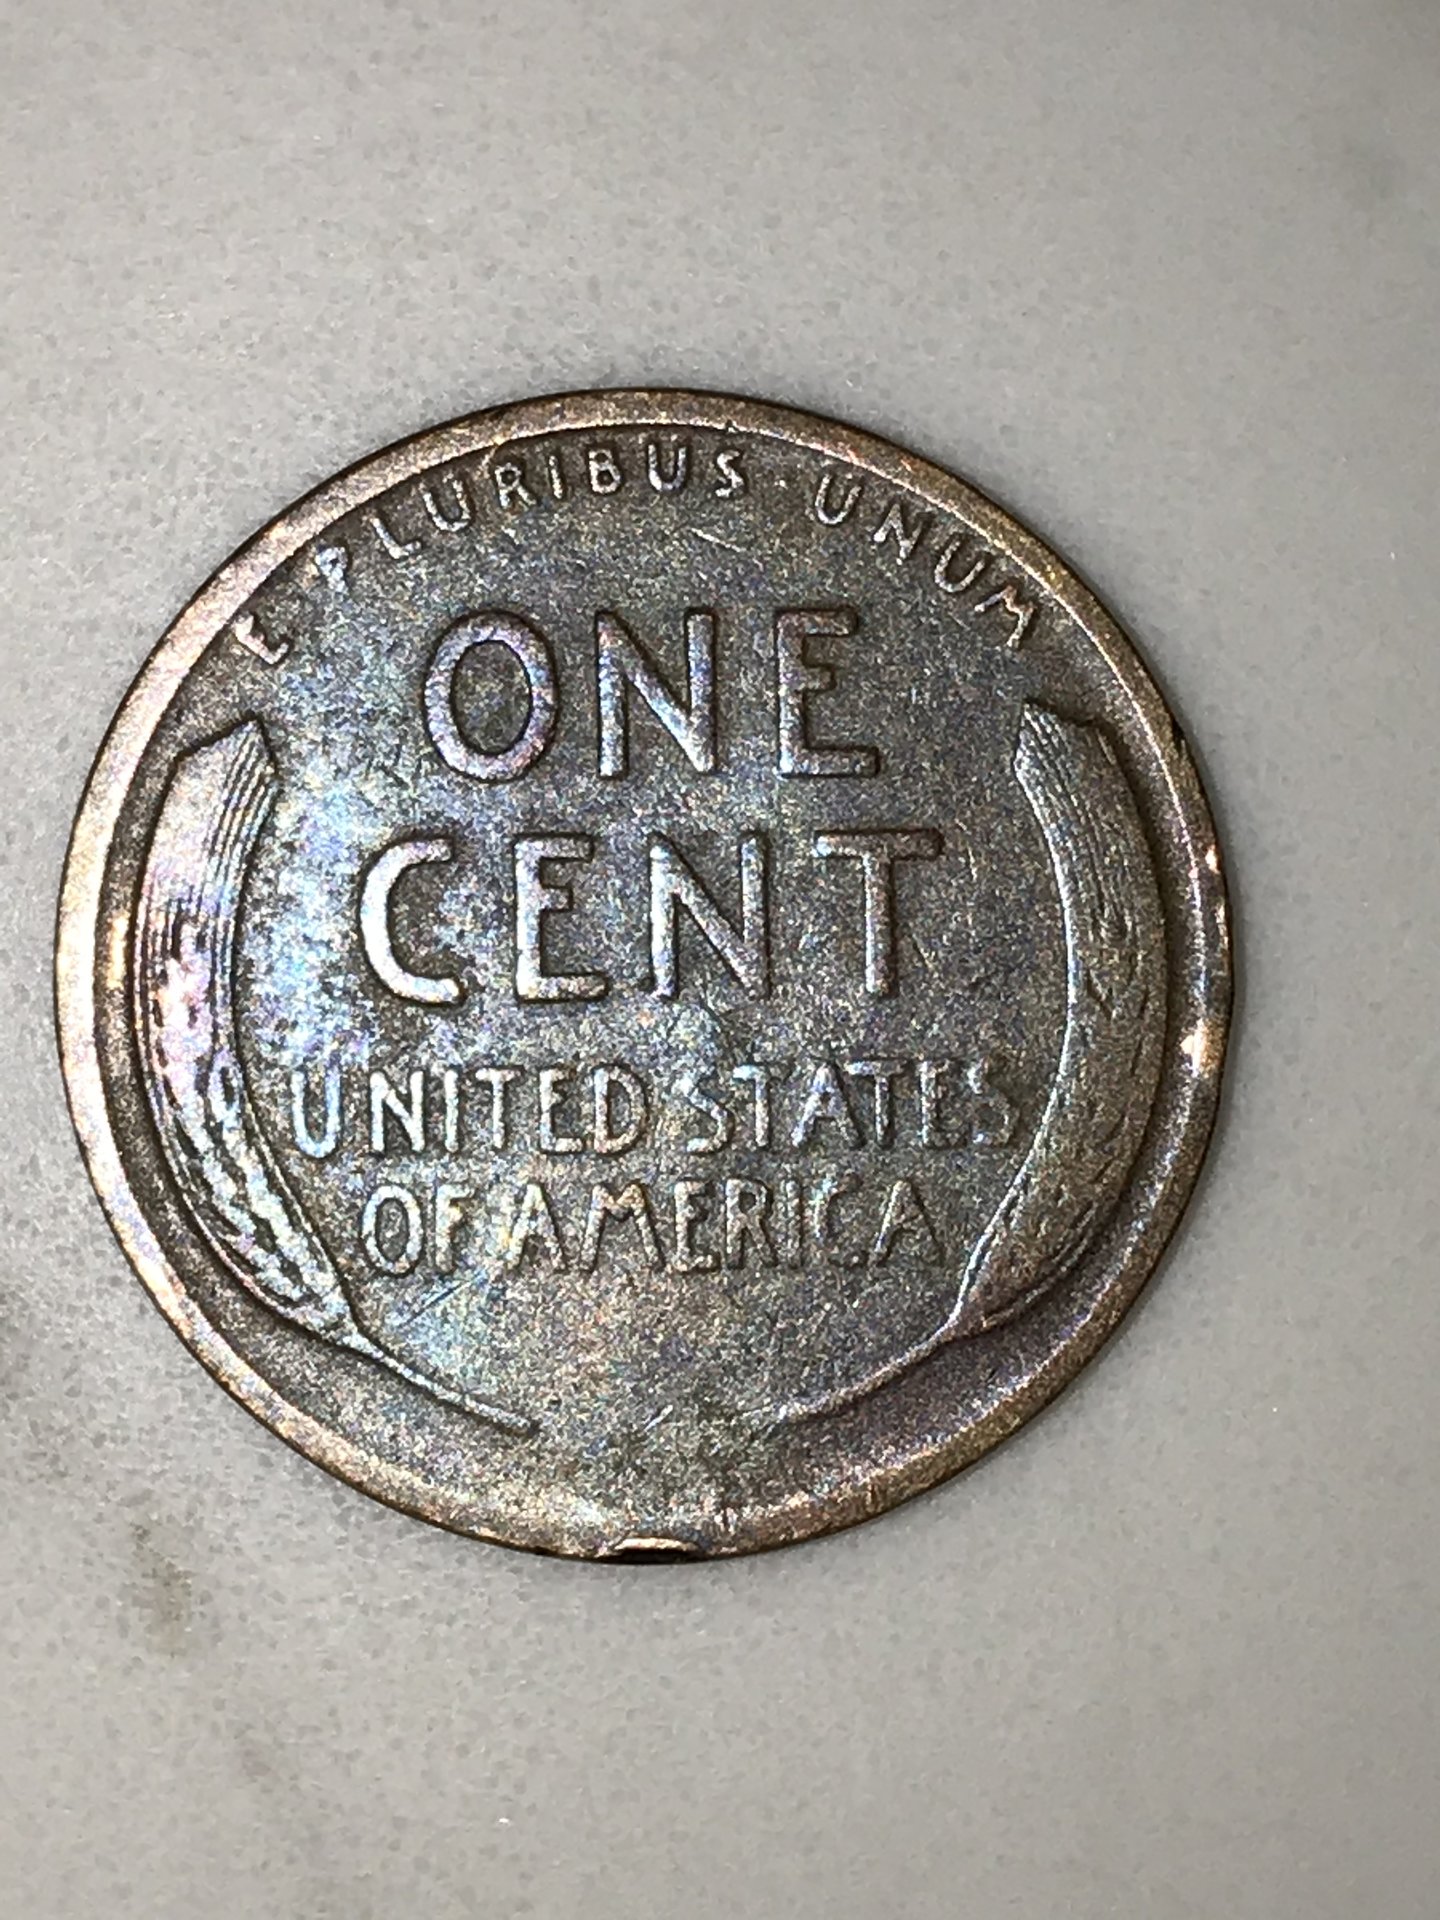 E PLURIBUS UNUM
ONE
CENT
UNITED STATES
OF AMERICA